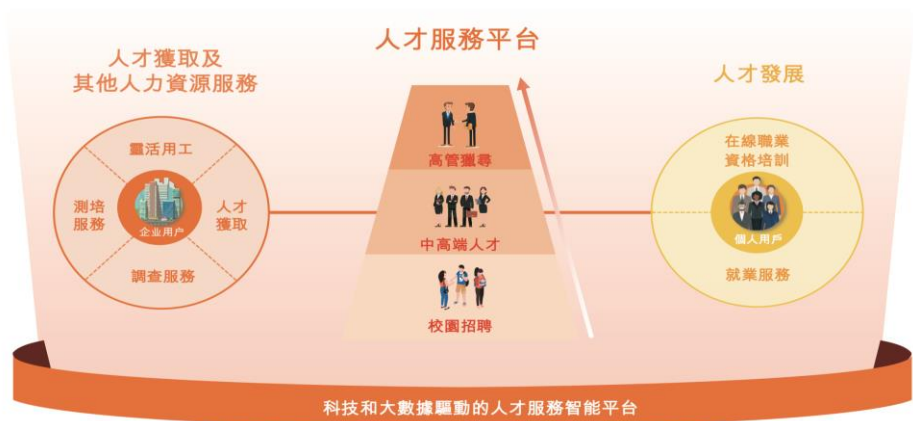 人才服務平台
人才獲取及
其他人力資源服務
靈活用工
測培
服務
企业用户
人才
獲取
調查服務
高管獵尋
中高端人才
校園招聘
人才發展
在線職業
資格培訓
個人用戶
就業服務
科技和大數據驅動的人才服務智能平台